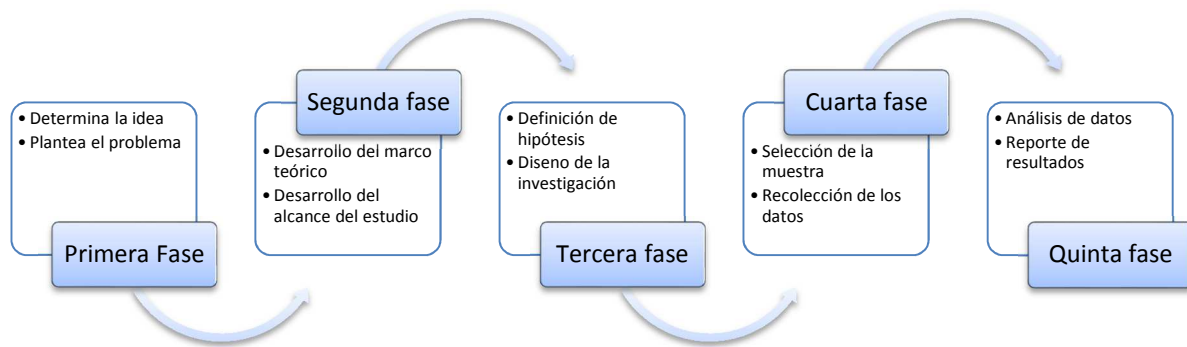 • Determina la idea
• Plantea el problema
Primera Fase
Segunda fase
• Desarrollo del marco
teórico
• Desarrollo del
alcance del estudio
• Definición de
hipótesis
• Diseno de la
investigación
Tercera fase
Cuarta fase
• Selección de la
muestra
• Recolección de los
datos
• Análisis de datos
• Reporte de
resultados
Quinta fase